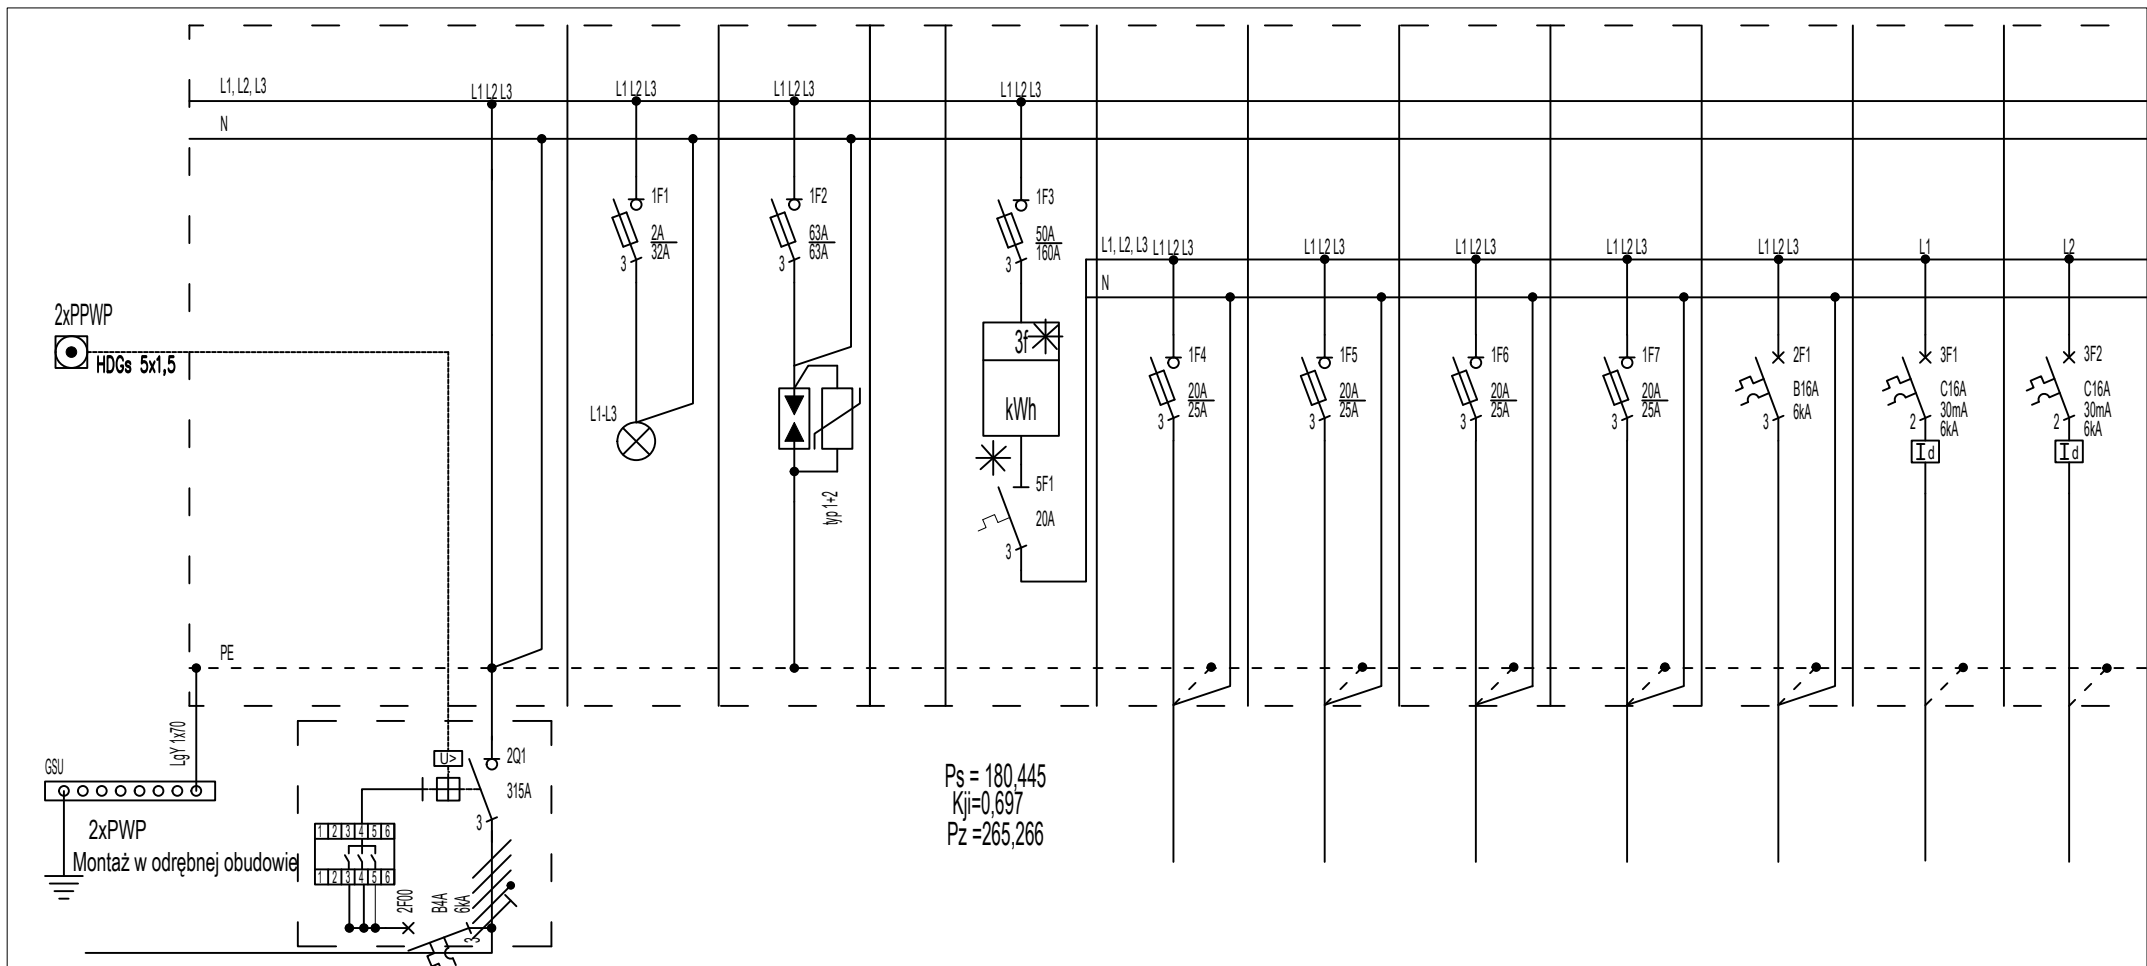 L1, L2, L3
L1 L2 L3
L1 L2 L3
L1 L2 L3
L1 L2 L3
N
1F1
2A
32A
3
1F2
63A
63A
3
1F3
50A
160A
3
L1, L2, L3
L1 L2 L3
L1 L2 L3
L1 L2 L3
L1 L2 L3
L1 L2 L3
L1
L2
N
2xPPWP
HDGs 5x1,5
3f
kWh
L1-L3
typ 1+2
5F1
20A
3
1F4
20A
25A
3
1F5
20A
25A
3
1F6
20A
25A
3
1F7
20A
25A
3
2F1
B16A
6kA
3
3F1
C16A
30mA
6kA
2
Id
3F2
C16A
30mA
6kA
2
Id
PE
LgY 1x70
GSU
2xPWP
Montaż w odrębnej obudowie
U>
2Q1
315A
3
1 2 3 4 5 6
1 2 3 4 5 6
2F00
B4A
6kA
3
Ps = 180,445
Kji=0,697
Pz =265,266